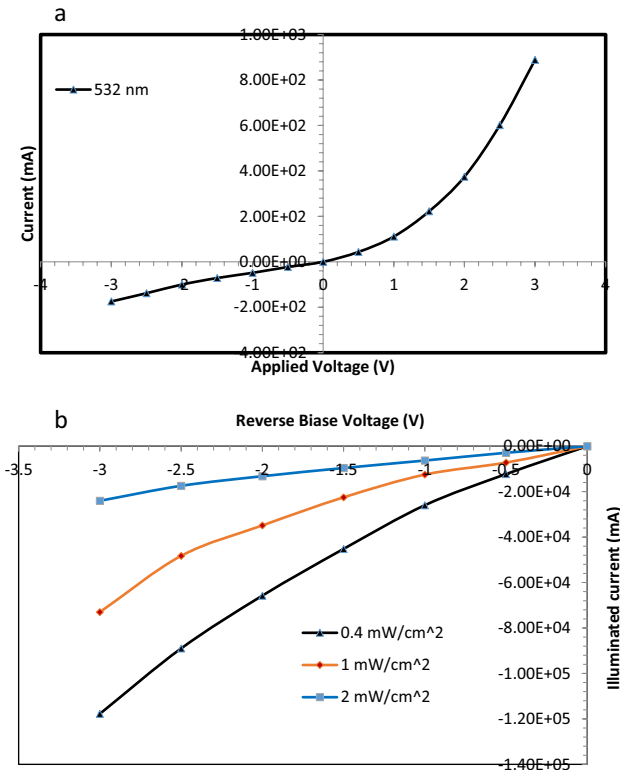 a
1.00E+03
8.00E+02
6.00E+02
4.00E+02
2.00E+02
0.00E+00
-2.00E+02
-4.00E+02
532 nm
Current (mA)
-4 -3 -2 -1 0 1 2 3 4
Applied Voltage (V)
b
Reverse Biase Voltage (V)
-3.5 -3 -2.5 -2 -1.5 -1 -0.5 0
0.00E+00
-2.00E+04
-4.00E+04
-6.00E+04
-8.00E+04
-1.00E+05
-1.20E+05
-1.40E+05
Illuminated current (mA)
0.4 mW/cm^2
1 mW/cm^2
2 mW/cm^2